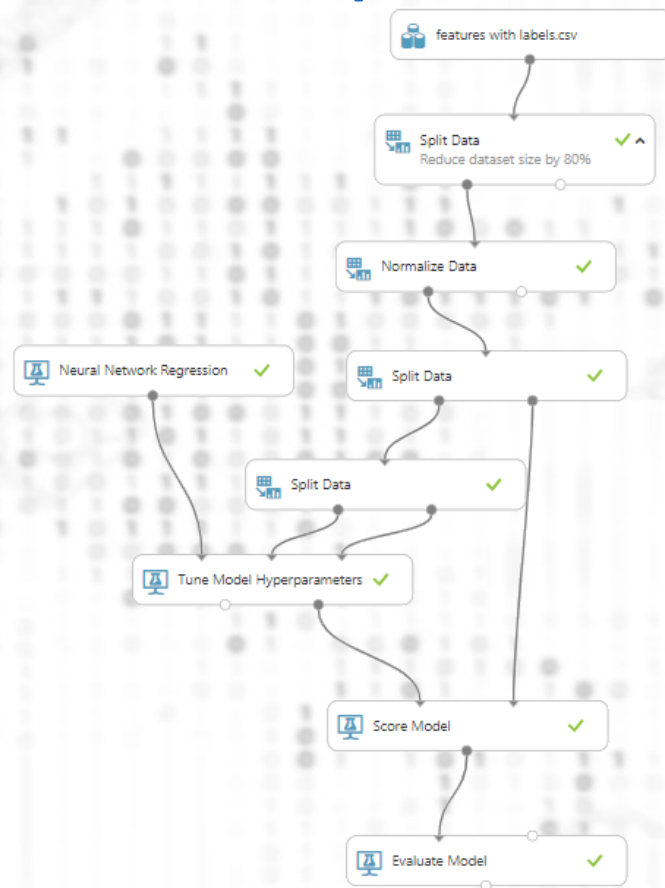 features with labels.csv
Split Data
Reduce dataset size by 80%
Normalize Data
Neural Network Regression
Split Data
Split Data
Tune Model Hyperparameters
Score Model
Evaluate Model